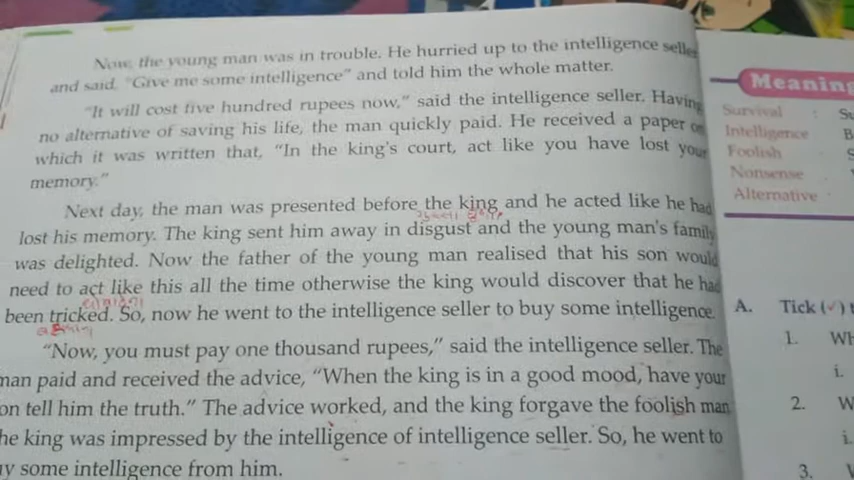 Now, the young man was in trouble. He hurried up to the intelligence seller
and said, "Give me some intelligence" and told him the whole matter.
"It will cost five hundred rupees now," said the intelligence seller. Having
no alternative of saving his life, the man quickly paid. He received a paper on
which it was written that, "In the king's court, act like you have lost your
memory."
Next day, the man was presented before the king and he acted like he had
lost his memory. The king sent him away in disgust and the young man's family
was delighted. Now the father of the young man realised that his son would
need to act like this all the time otherwise the king would discover that he had
been tricked. So, now he went to the intelligence seller to buy some intelligence.
"Now, you must pay one thousand rupees," said the intelligence seller. The
man paid and received the advice, "When the king is in a good mood, have your
on tell him the truth." The advice worked, and the king forgave the foolish man
he king was impressed by the intelligence of intelligence seller. So, he went to
y some intelligence from him.
Meaning
Survival : Su
Intelligence B
Foolish S
Nonsense
Alternative
A. Tick (✓) t
1. Wh
i.
2. W
i.
3.